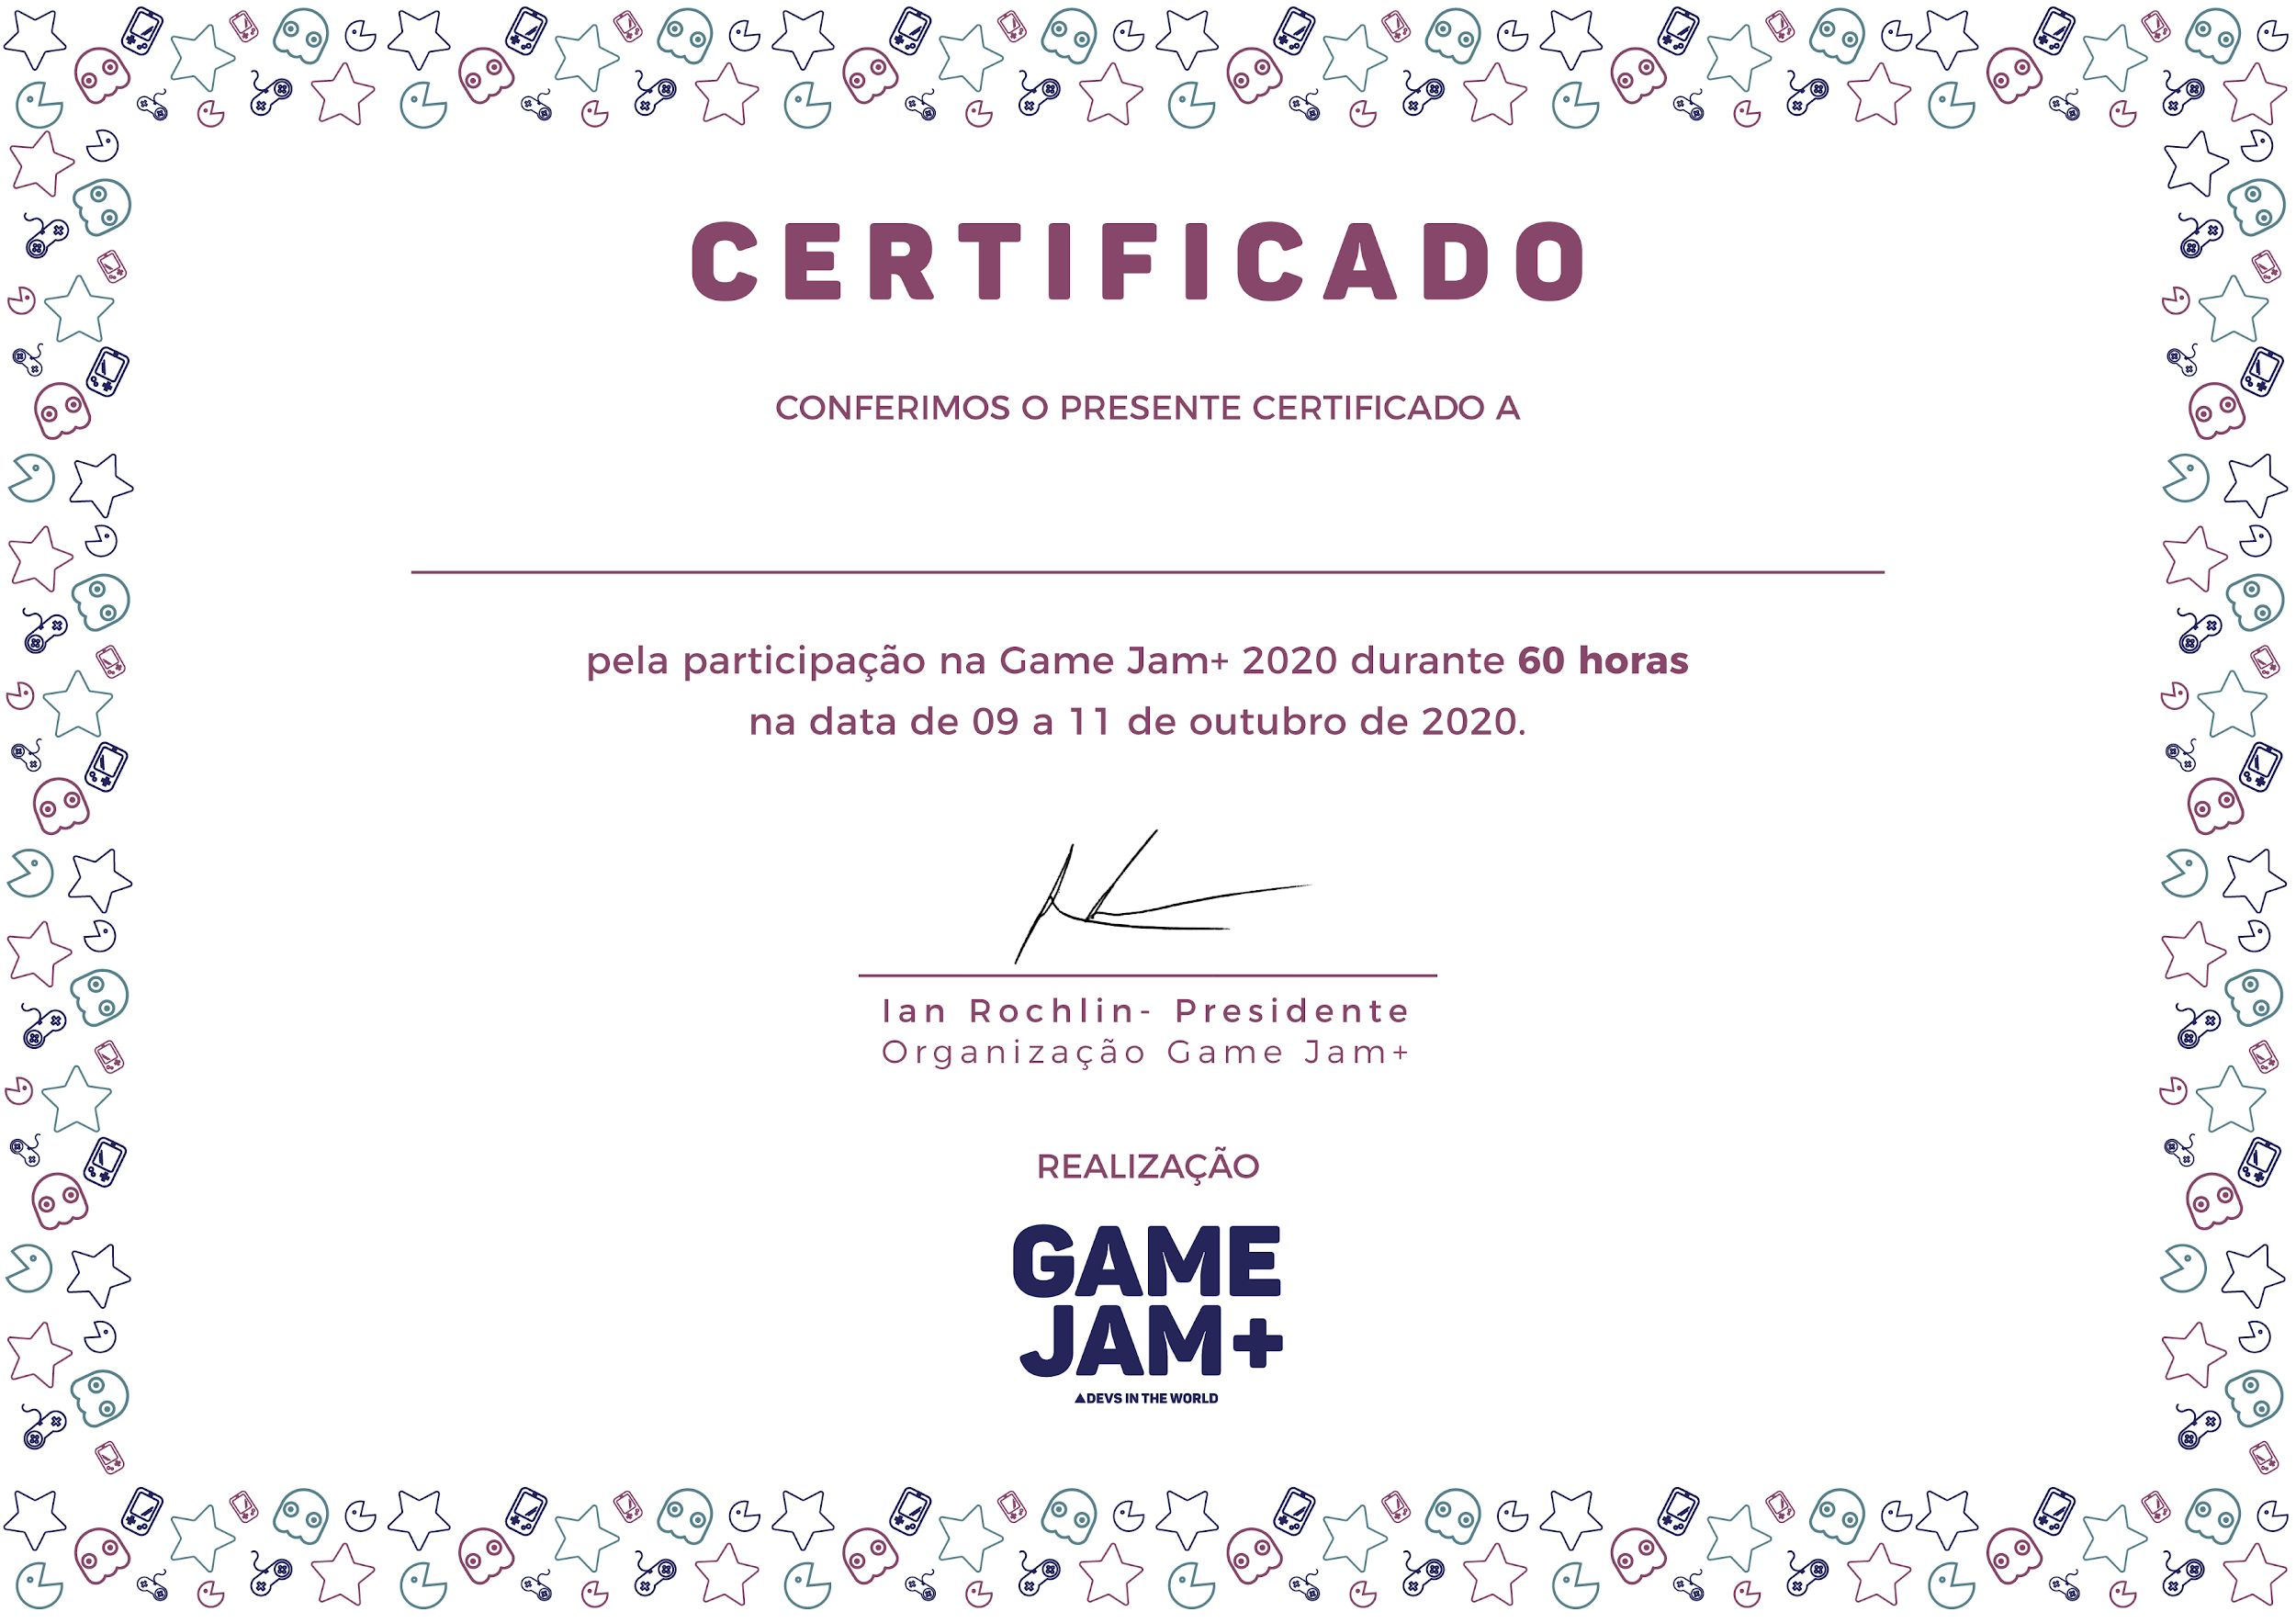 CERTIFICADO
CONFERIMOS O PRESENTE CERTIFICADO A
pela participação na Game Jam+ 2020 durante 60 horas
na data de 09 a 11 de outubro de 2020.
Ian Rochlin- Presidente
Organização Game Jam+
REALIZAÇÃO
GAME
JAM+
DEVS IN THE WORLD